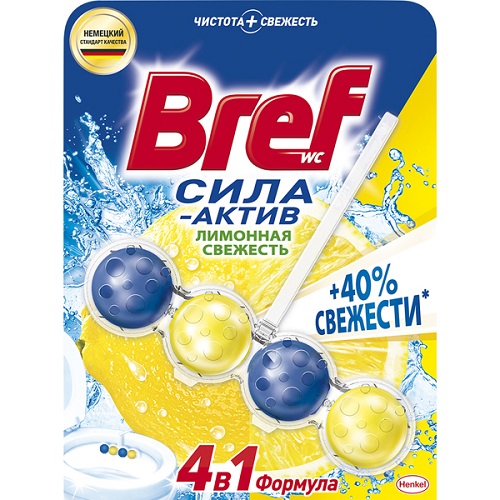 ЧИСТОТА + СВЕЖЕСТЬ
НЕМЕЦКИЙ
СТАНДАРТ КАЧЕСТВА
Bref
WC
СИЛА
-АКТИВ
ЛИМОННАЯ
СВЕЖЕСТЬ
+40%
СВЕЖЕСТИ*
4в1 Формула
Henkel